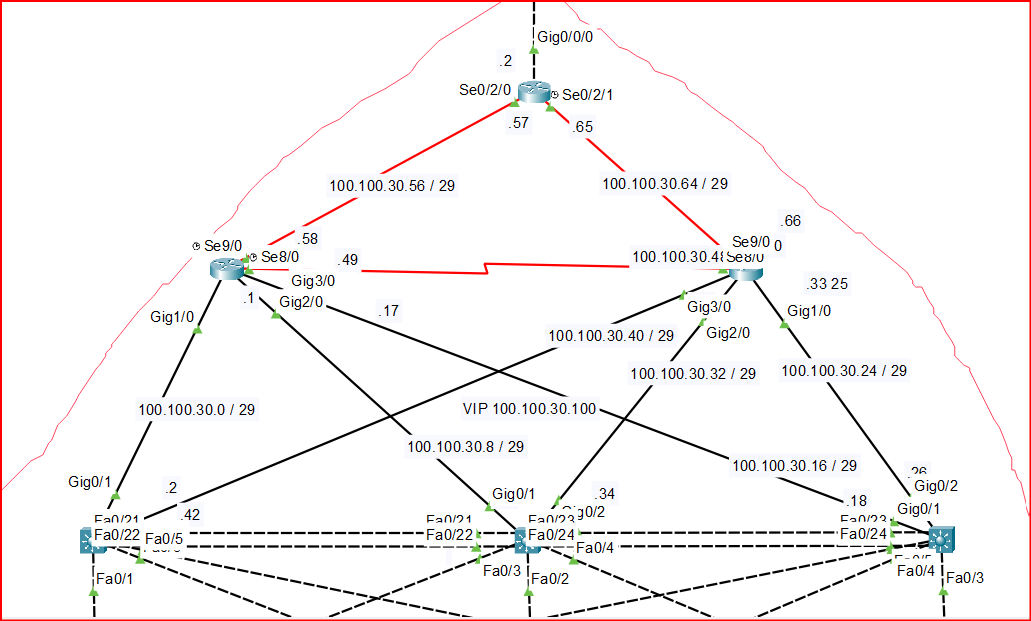 Gig0/0/0
.2
Se0/2/0
Se0/2/1
.57
.65
100.100.30.56 / 29
100.100.30.64 / 29
.66
.58
Se9/0
Se9/0
0
Se8/0
.49
100.100.30.48
Se8/0
Gig3/0
.33 25
.1
Gig2/0
.17
Gig3/0
Gig1/0
Gig1/0
Gig2/0
100.100.30.40 / 29
100.100.30.32 / 29
100.100.30.24 / 29
100.100.30.0 / 29
VIP 100.100.30.100
100.100.30.8 / 29
100.100.30.16 / 29
.26
Gig0/1
.2
Gig0/1
.34
Gig0/2
.18
Gig0/1
.42
Fa0/21
Fa0/21
Fa0/23
Fa0/23
Fa0/22
Fa0/5
Fa0/22
Fa0/24
Fa0/24
Fa0/4
Fa0/3
Fa0/4
Fa0/1
Fa0/2
Fa0/3